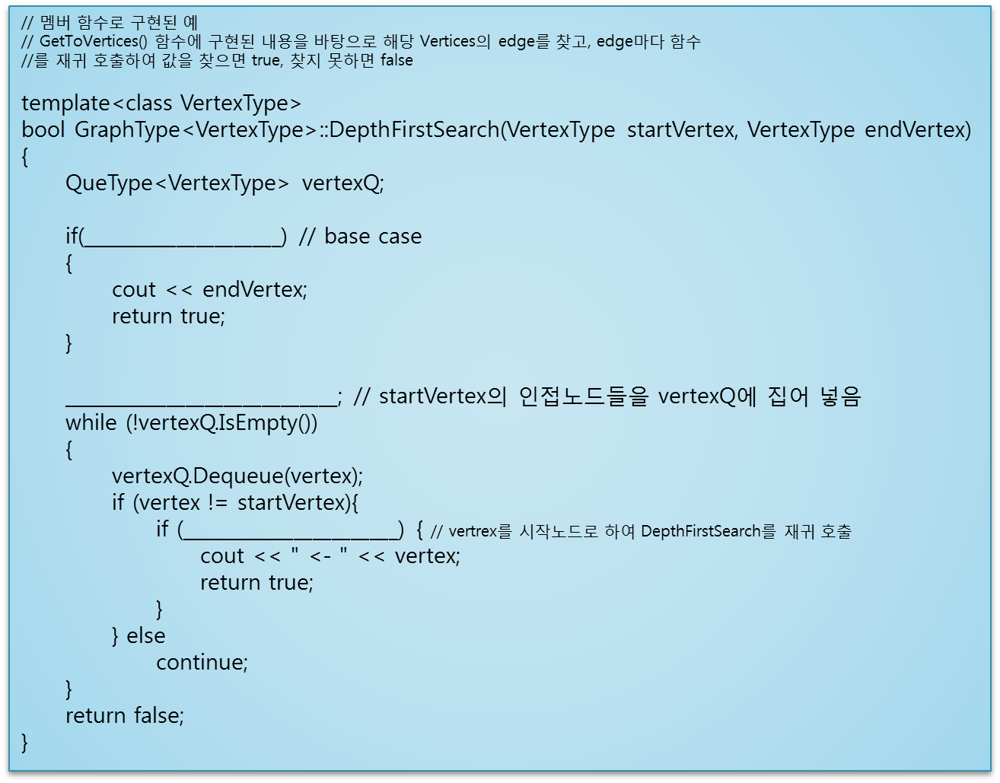 // 멤버 함수로 구현된 예
// GetToVertices() 함수에 구현된 내용을 바탕으로 해당 Vertices의 edge를 찾고, edge마다 함수
//를 재귀 호출하여 값을 찾으면 true, 찾지 못하면 false
template<class VertexType>
bool GraphType<VertexType>::DepthFirstSearch(VertexType startVertex, VertexType endVertex)
{
QueType<VertexType> vertexQ;
if(____________________) // base case
{
cout << endVertex;
return true;
}
____________________________; // startVertex의 인접노드들을 vertexQ에 집어 넣음
while (!vertexQ.IsEmpty())
{
vertexQ.Dequeue(vertex);
if (vertex != startVertex){
if (______________________) { // vertrex를 시작노드로 하여 DepthFirstSearch를 재귀 호출
cout << " <- " << vertex;
return true;
}
} else
continue;
}
return false;
}